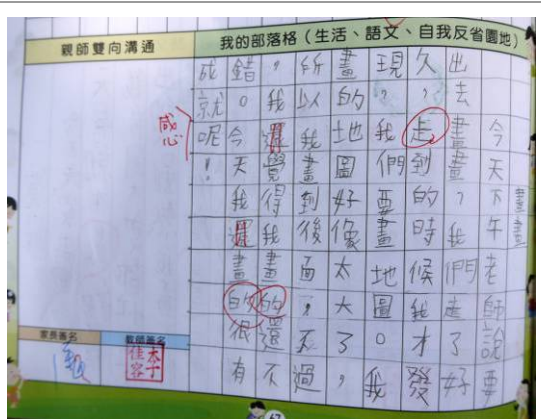 親師雙向溝通
我的部落格（生活、語文、自我反省園地）
今天下午老師說要
畫畫
出去畫畫，我們走了好
久，走到的時候我才發
現，我們要畫地圖。我
畫的地圖好像太大了，
所以我畫到後面，不過
，我還覺得我畫的還不
錯。今天我還畫的很有
成就呢！
感心
家長簽名
教師簽名